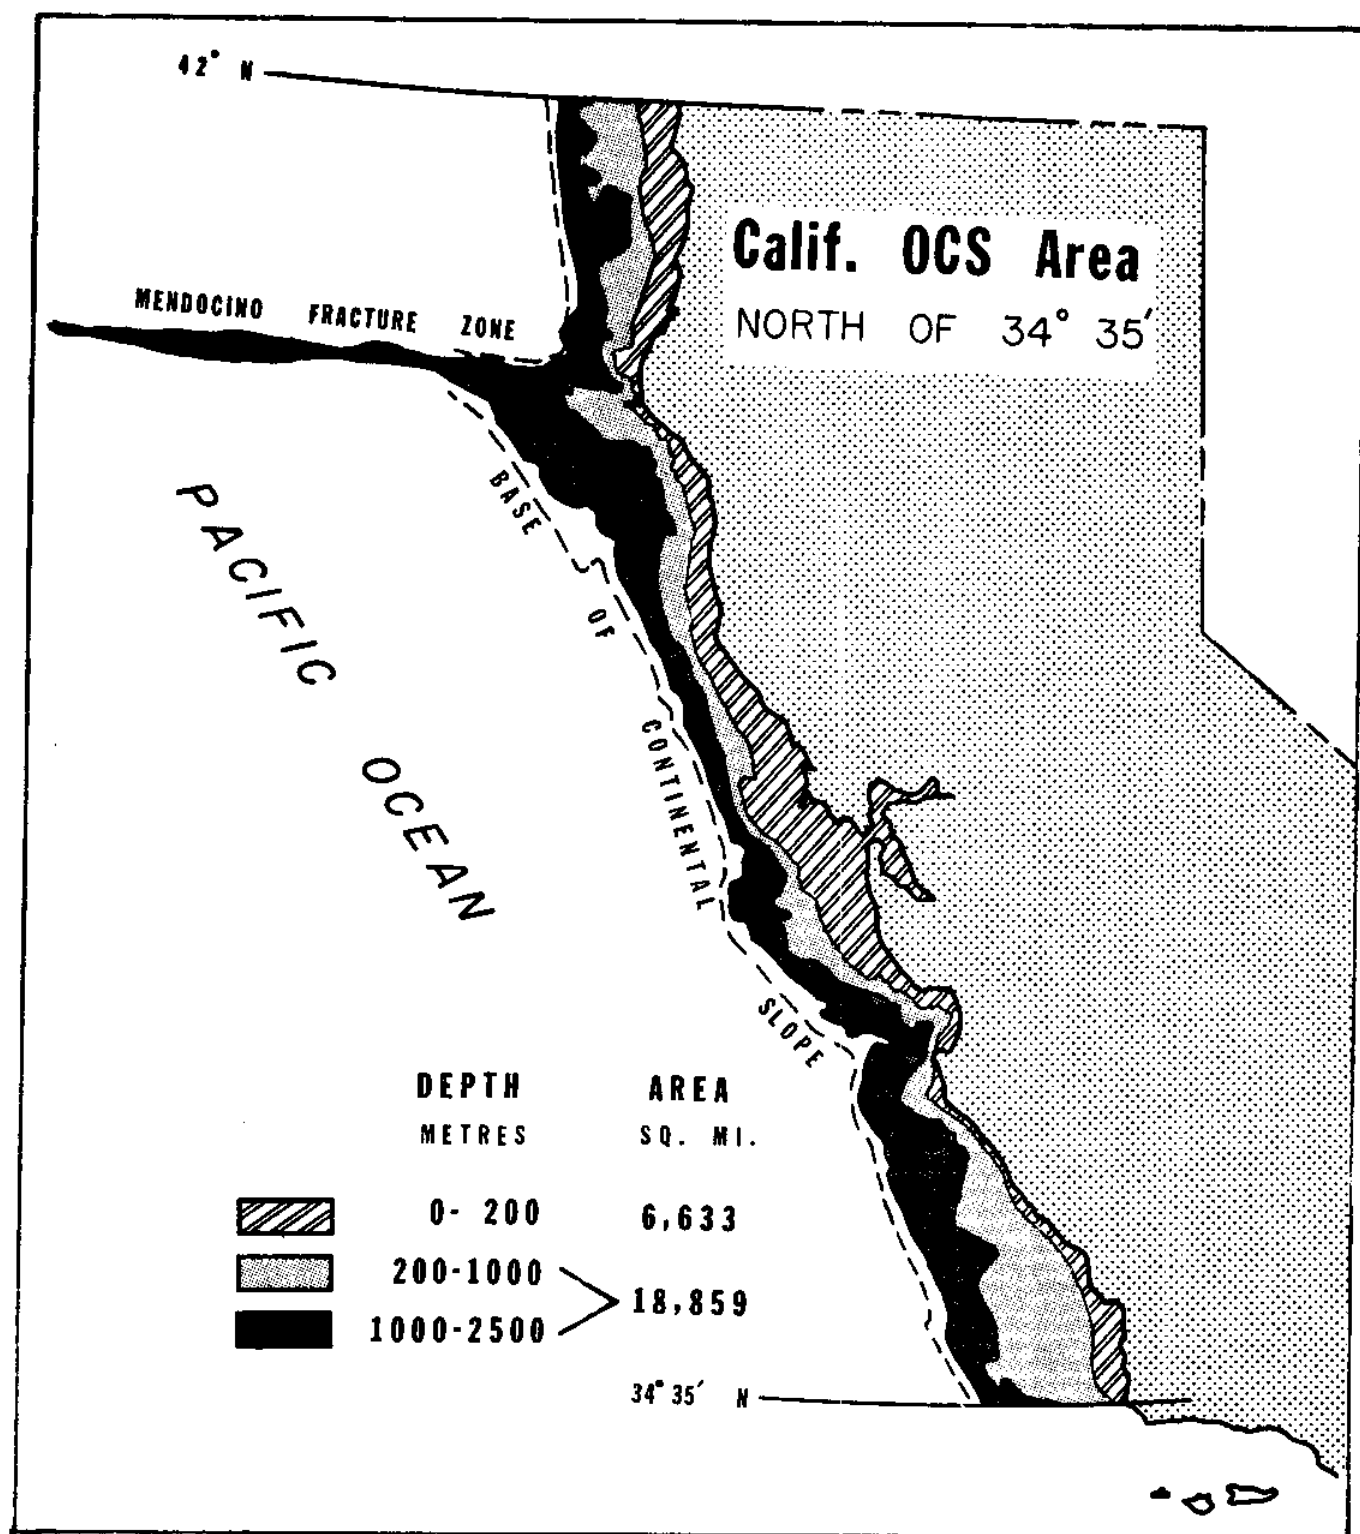 42° N
Calif. OCS Area
NORTH OF 34° 35′
MENDOCINO FRACTURE ZONE
BASE OF CONTINENTAL SLOPE
PACIFIC OCEAN
DEPTH AREA
METRES SQ. MI.
0- 200 6,633
200-1000
18,859
1000-2500
34° 35′ N